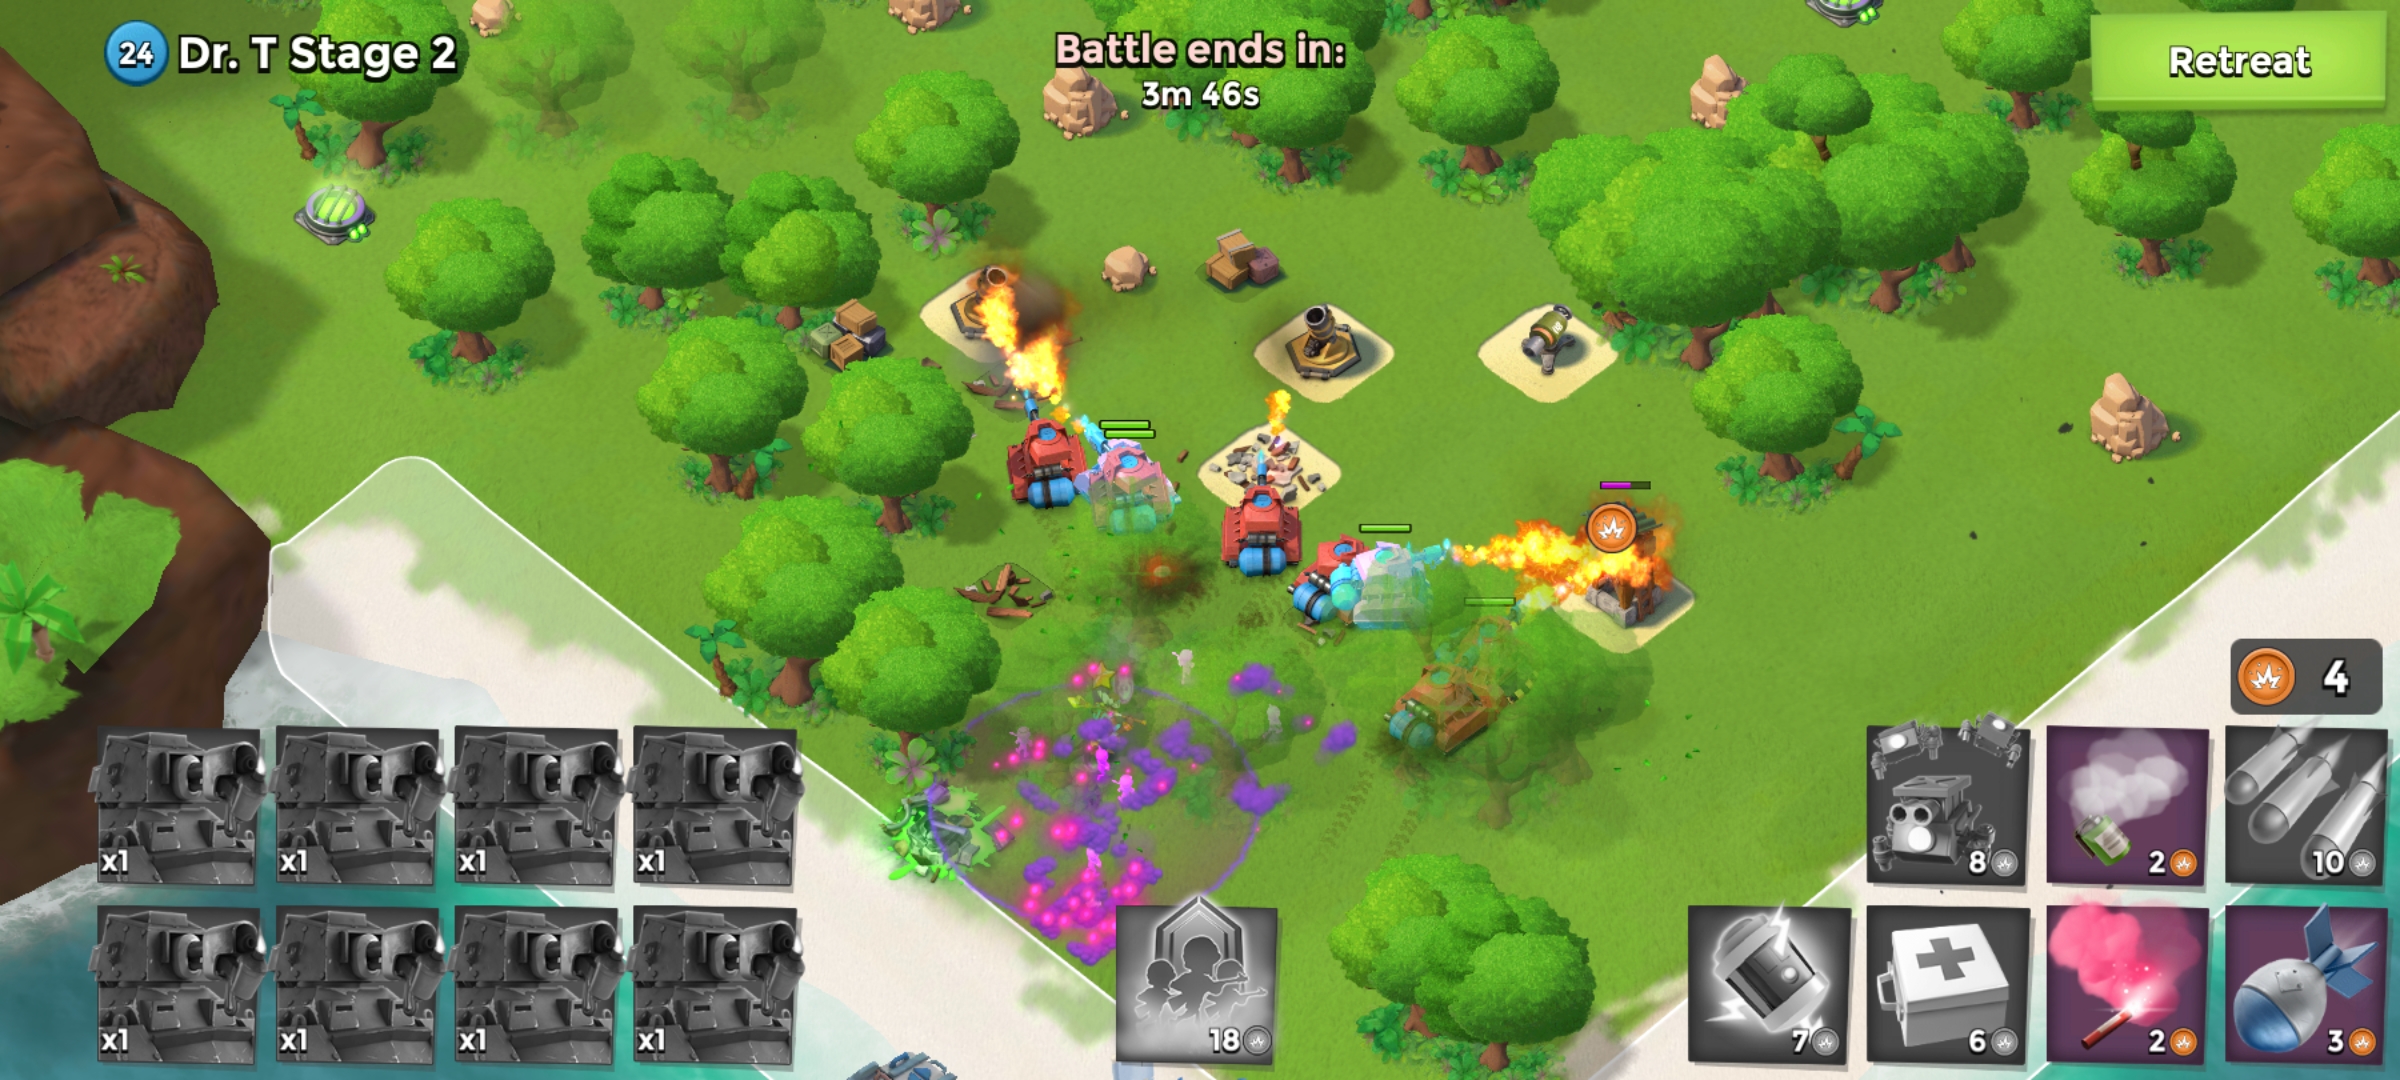 24 Dr. T Stage 2
Battle ends in:
3m 46s
Retreat
4
x1 x1 x1 x1
8 2 10
x1 x1 x1 x1
18 7 6 2 3